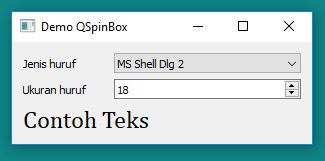 Demo QSpinBox
Jenis huruf MS Shell Dlg 2
Ukuran huruf 18
Contoh Teks